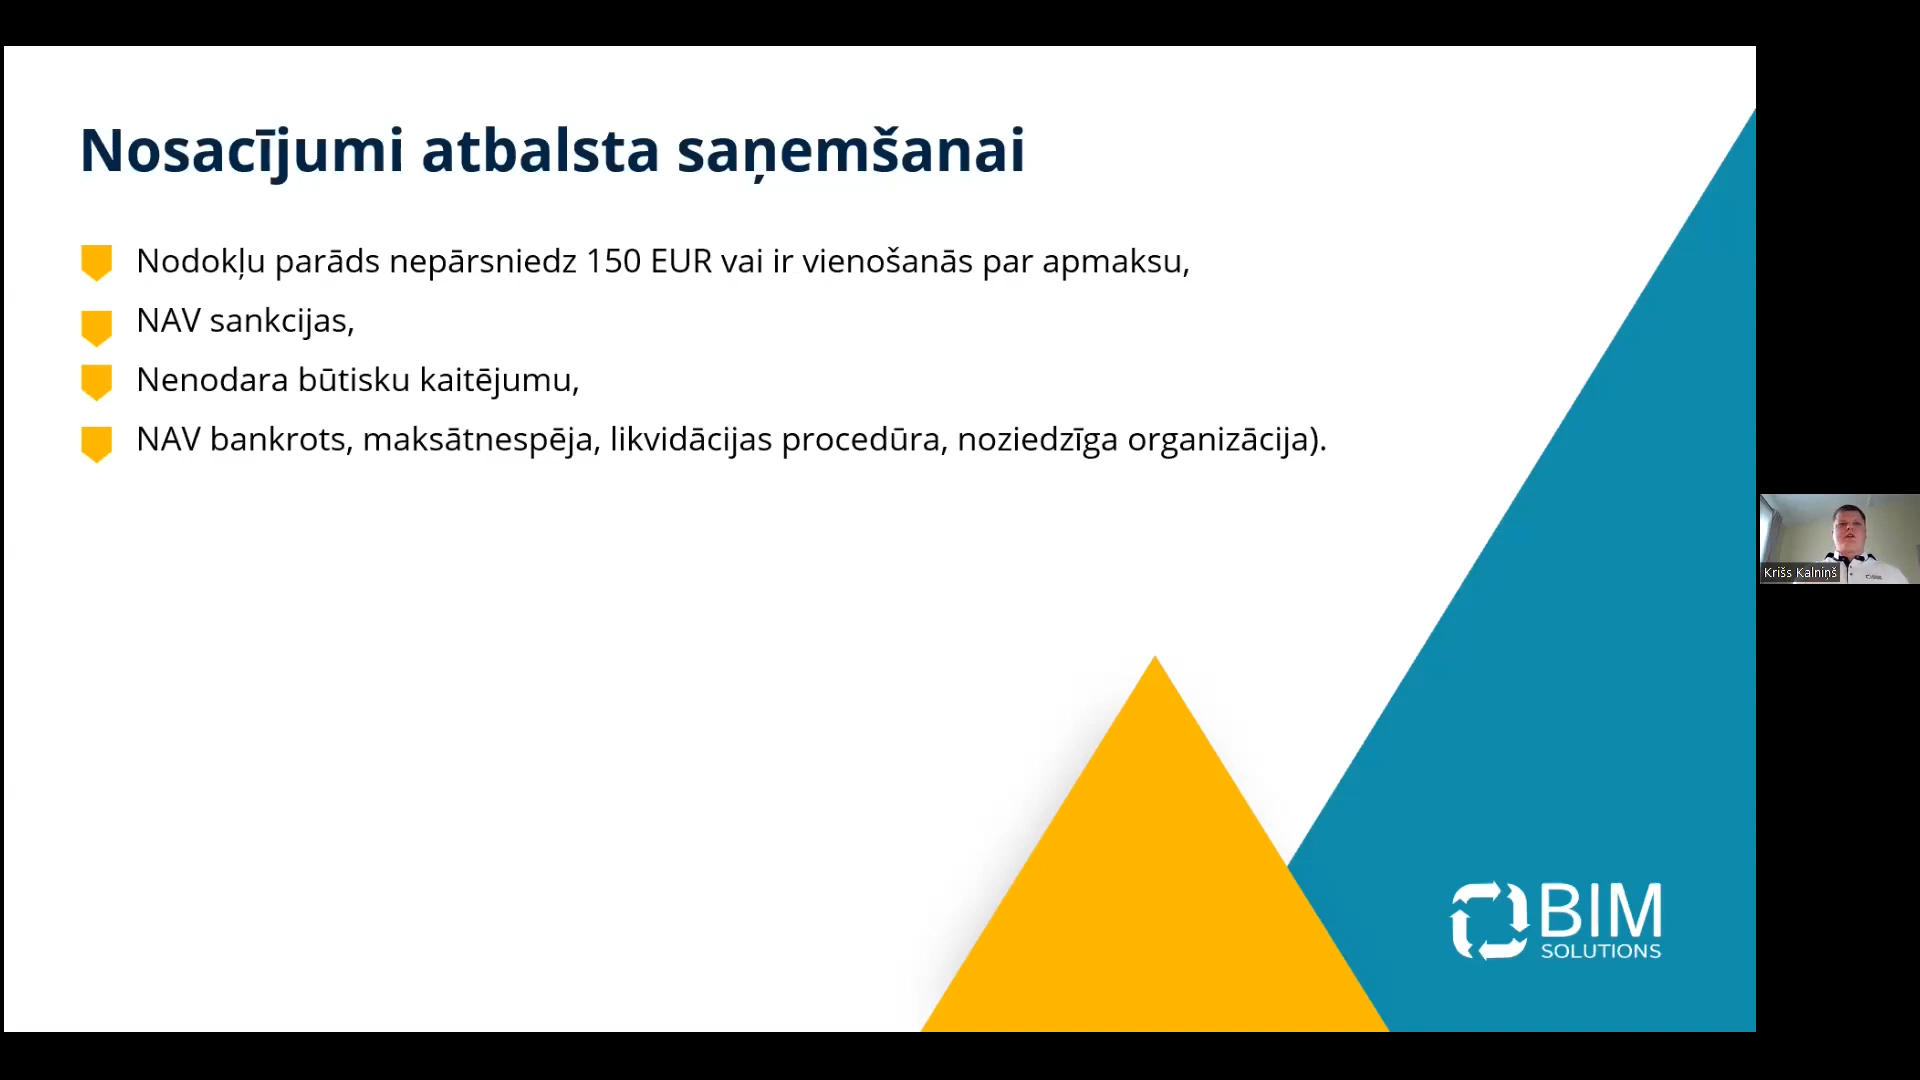 Nosacījumi atbalsta saņemšanai
Nodokļu parāds nepārsniedz 150 EUR vai ir vienošanās par apmaksu,
NAV sankcijas,
Nenodara būtisku kaitējumu,
NAV bankrots, maksātnespēja, likvidācijas procedūra, noziedzīga organizācija).
Krišs Kalniņš
BIM
SOLUTIONS